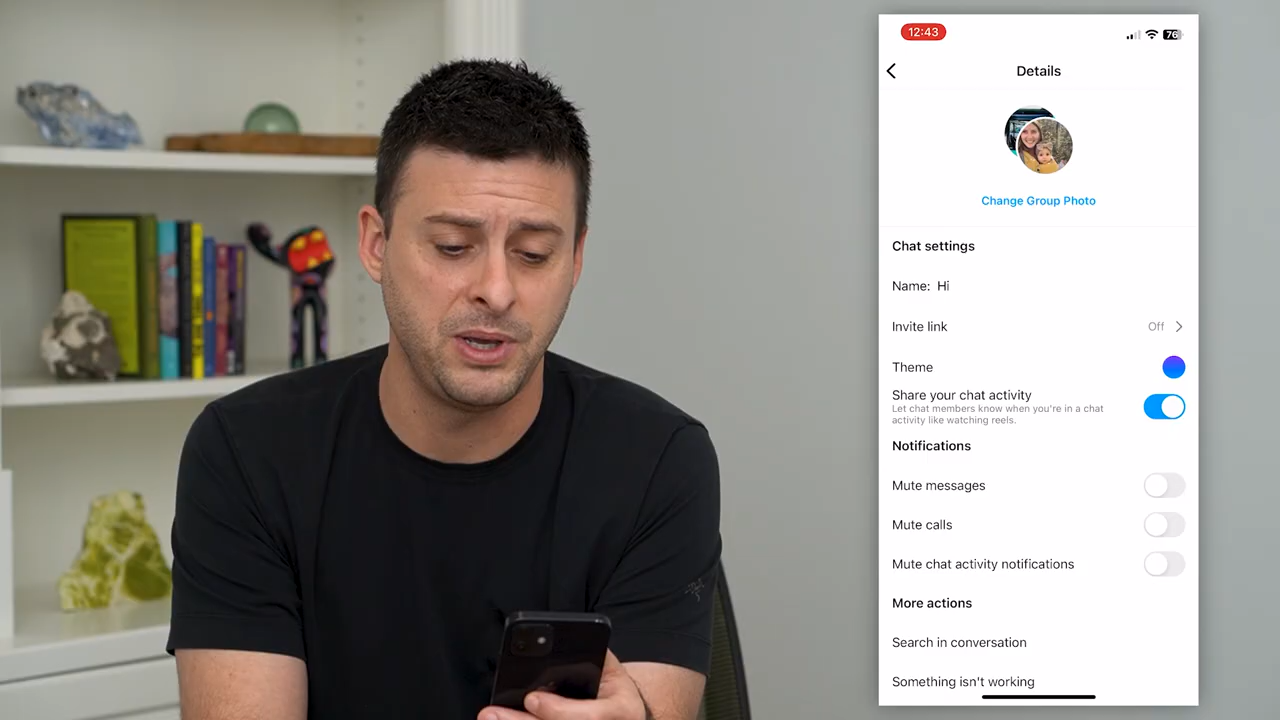 12:43
76
Details
Change Group Photo
Chat settings
Name: Hi
Invite link Off
Theme
Share your chat activity
Let chat members know when you're in a chat
activity like watching reels.
Notifications
Mute messages
Mute calls
Mute chat activity notifications
More actions
Search in conversation
Something isn't working